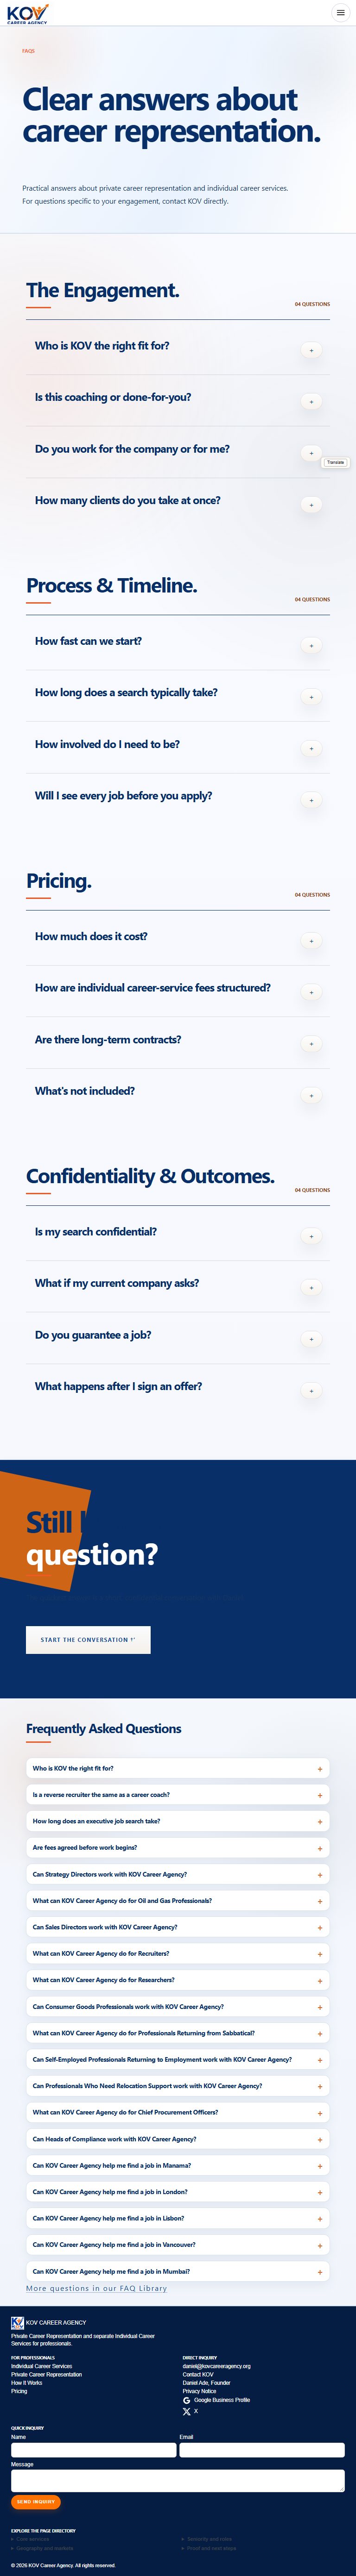 KOV
CAREER AGENCY
FAQS
Clear answers about
career representation.
Practical answers about private career representation and individual career services.
For questions specific to your engagement, contact KOV directly.
The Engagement.
04 QUESTIONS
Who is KOV the right fit for?
+
Is this coaching or done-for-you?
+
Do you work for the company or for me?
+
Translate
How many clients do you take at once?
+
Process & Timeline.
04 QUESTIONS
How fast can we start?
+
How long does a search typically take?
+
How involved do I need to be?
+
Will I see every job before you apply?
+
Pricing.
04 QUESTIONS
How much does it cost?
+
How are individual career-service fees structured?
+
Are there long-term contracts?
+
What's not included?
+
Confidentiality & Outcomes.
04 QUESTIONS
Is my search confidential?
+
What if my current company asks?
+
Do you guarantee a job?
+
What happens after I sign an offer?
+
Still
question?
START THE CONVERSATION
Frequently Asked Questions
Who is KOV the right fit for? +
Is a reverse recruiter the same as a career coach? +
How long does an executive job search take? +
Are fees agreed before work begins? +
Can Strategy Directors work with KOV Career Agency? +
What can KOV Career Agency do for Oil and Gas Professionals? +
Can Sales Directors work with KOV Career Agency? +
What can KOV Career Agency do for Recruiters? +
What can KOV Career Agency do for Researchers? +
Can Consumer Goods Professionals work with KOV Career Agency? +
What can KOV Career Agency do for Professionals Returning from Sabbatical? +
Can Self-Employed Professionals Returning to Employment work with KOV Career Agency? +
Can Professionals Who Need Relocation Support work with KOV Career Agency? +
What can KOV Career Agency do for Chief Procurement Officers? +
Can Heads of Compliance work with KOV Career Agency? +
Can KOV Career Agency help me find a job in Manama? +
Can KOV Career Agency help me find a job in London? +
Can KOV Career Agency help me find a job in Lisbon? +
Can KOV Career Agency help me find a job in Vancouver? +
Can KOV Career Agency help me find a job in Mumbai? +
More questions in our FAQ Library
KOV CAREER AGENCY
Private Career Representation and separate Individual Career
Services for professionals.
FOR PROFESSIONALS
Individual Career Services
Private Career Representation
How It Works
Pricing
DIRECT INQUIRY
daniel@kovcareeragency.org
Contact KOV
Daniel Ade, Founder
Privacy Notice
Google Business Profile
X
QUICK INQUIRY
Name
Email
Message
SEND INQUIRY
EXPLORE THE PAGE DIRECTORY
Core services
Seniority and roles
Geography and markets
Proof and next steps
© 2026 KOV Career Agency. All rights reserved.